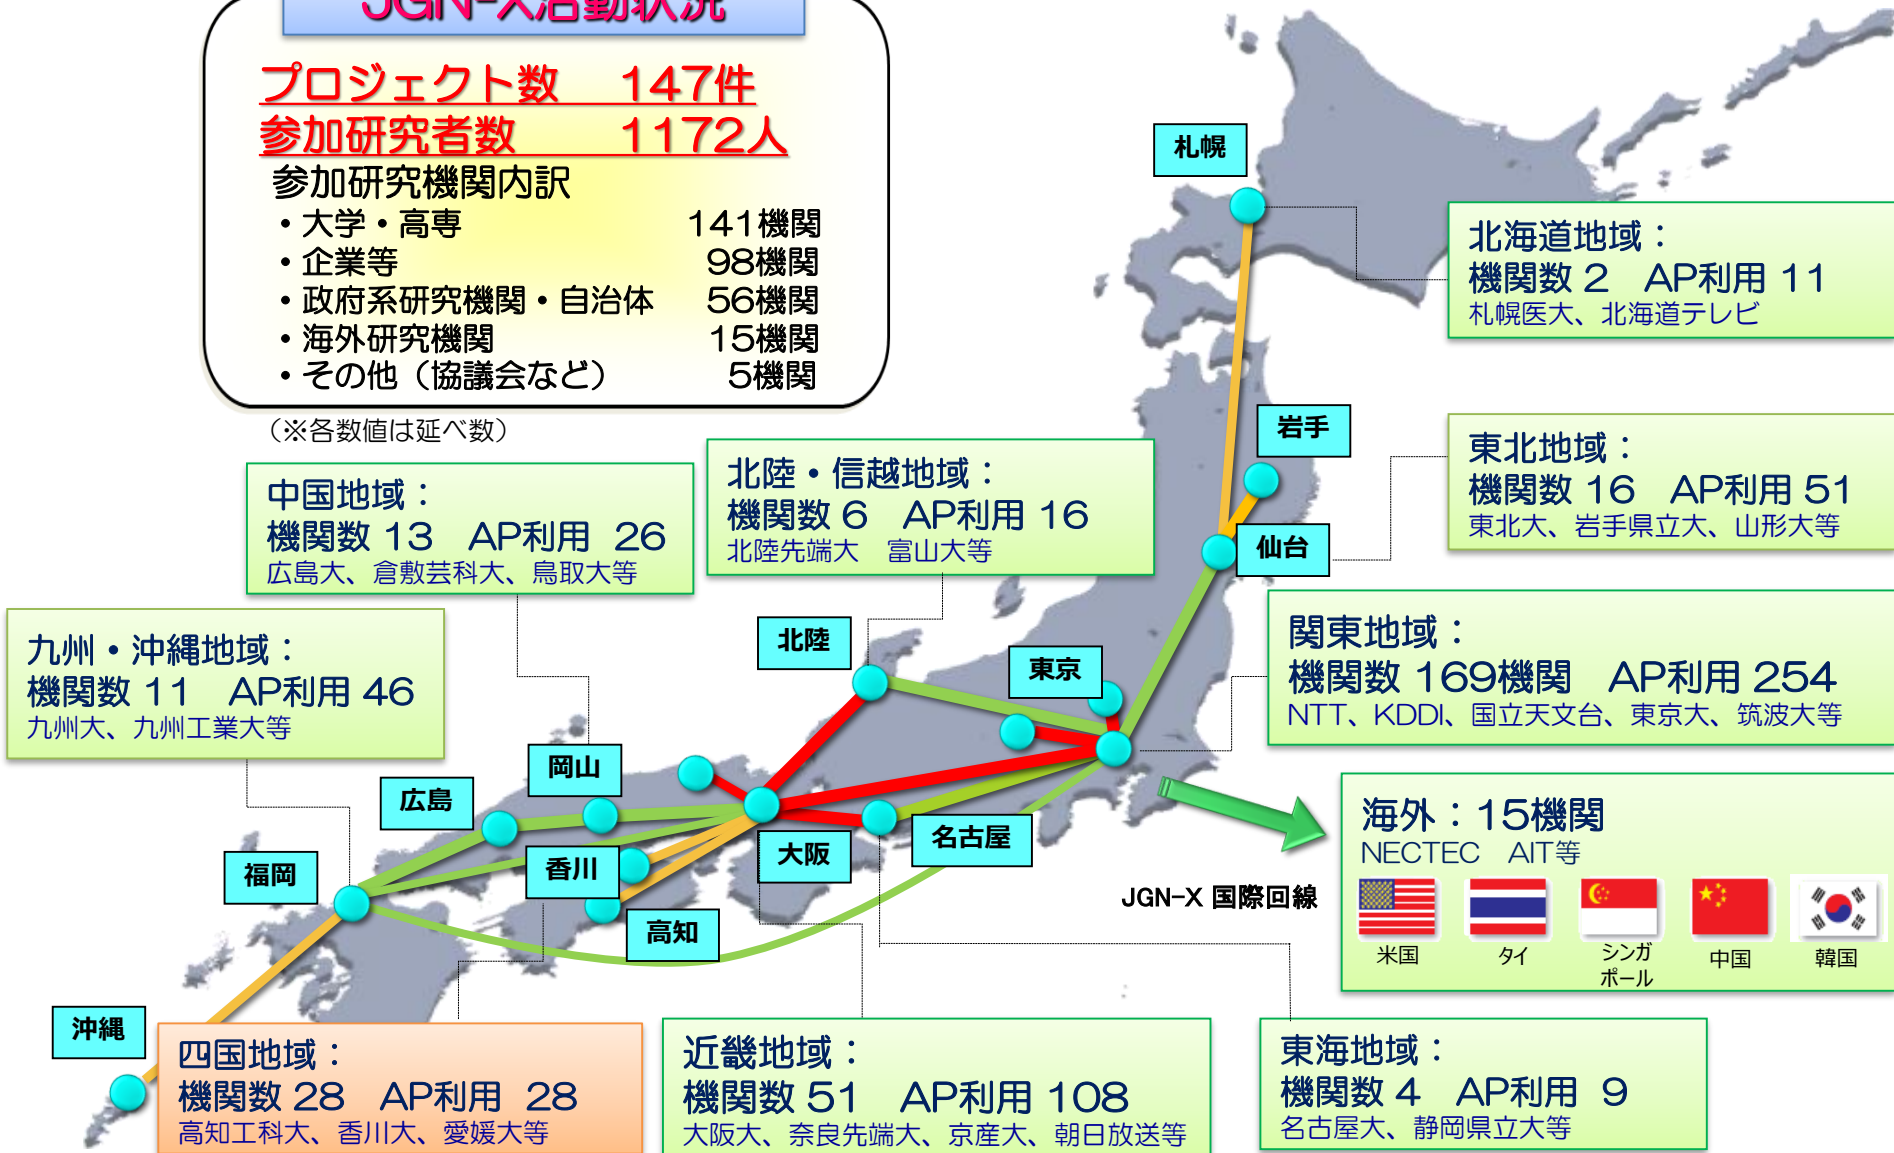 JGN-X活動状況
プロジェクト数 147件
参加研究者数 1172人
参加研究機関内訳
・大学・高専 141機関
・企業等 98機関
・政府系研究機関・自治体 56機関
・海外研究機関 15機関
・その他（協議会など） 5機関
（※各数値は延べ数）
札幌
北海道地域：
機関数 2 AP利用 11
札幌医大、北海道テレビ
岩手
東北地域：
機関数 16 AP利用 51
東北大、岩手県立大、山形大等
仙台
中国地域：
機関数 13 AP利用 26
広島大、倉敷芸科大、鳥取大等
北陸・信越地域：
機関数 6 AP利用 16
北陸先端大 富山大等
九州・沖縄地域：
機関数 11 AP利用 46
九州大、九州工業大等
北陸
東京
関東地域：
機関数 169機関 AP利用 254
NTT、KDDI、国立天文台、東京大、筑波大等
岡山
広島
福岡
香川
高知
大阪
名古屋
海外：15機関
NECTEC AIT等
米国
タイ
シンガ
ポール
中国
韓国
JGN-X 国際回線
沖縄
四国地域：
機関数 28 AP利用 28
高知工科大、香川大、愛媛大等
近畿地域：
機関数 51 AP利用 108
大阪大、奈良先端大、京産大、朝日放送等
東海地域：
機関数 4 AP利用 9
名古屋大、静岡県立大等